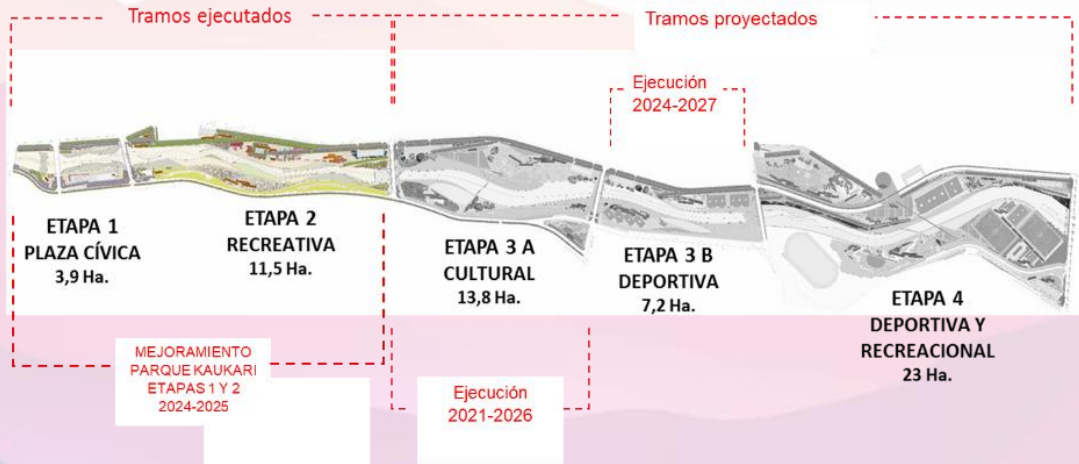 Tramos ejecutados
Tramos proyectados
Ejecución
2024-2027
ETAPA 1
PLAZA CÍVICA
3,9 Ha.
ETAPA 2
RECREATIVA
11,5 Ha.
ETAPA 3 A
CULTURAL
13,8 Ha.
ETAPA 3 B
DEPORTIVA
7,2 Ha.
ETAPA 4
DEPORTIVA Y
RECREACIONAL
23 Ha.
MEJORAMIENTO
PARQUE KAUKARI
ETAPAS 1 Y 2
2024-2025
Ejecución
2021-2026